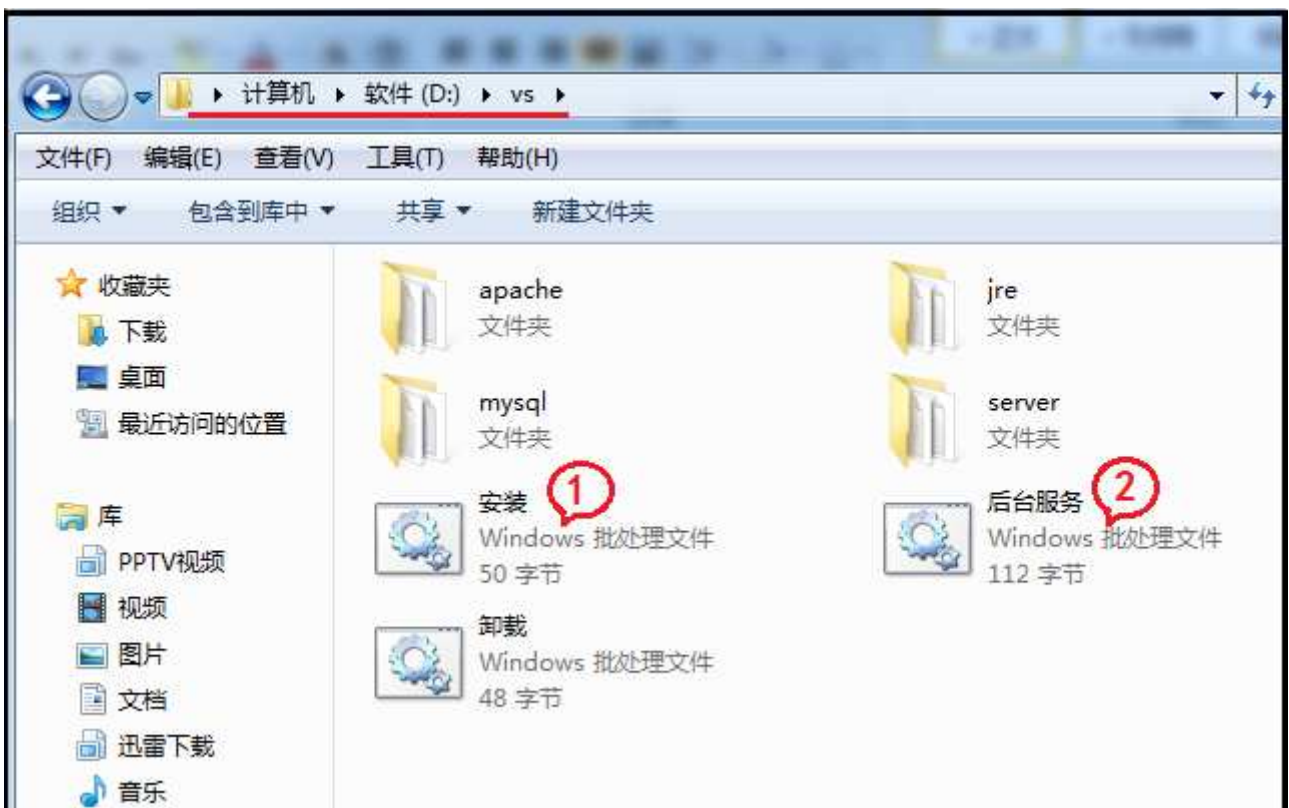 计算机 软件 (D:) vs
文件(F) 编辑(E) 查看(V) 工具(T) 帮助(H)
组织 包含到库中 共享 新建文件夹
收藏夹
下载
桌面
最近访问的位置
库
PPTV视频
视频
图片
文档
迅雷下载
音乐
apache
文件夹
jre
文件夹
mysql
文件夹
server
文件夹
安装 1
Windows 批处理文件
50 字节
后台服务 2
Windows 批处理文件
112 字节
卸载
Windows 批处理文件
48 字节